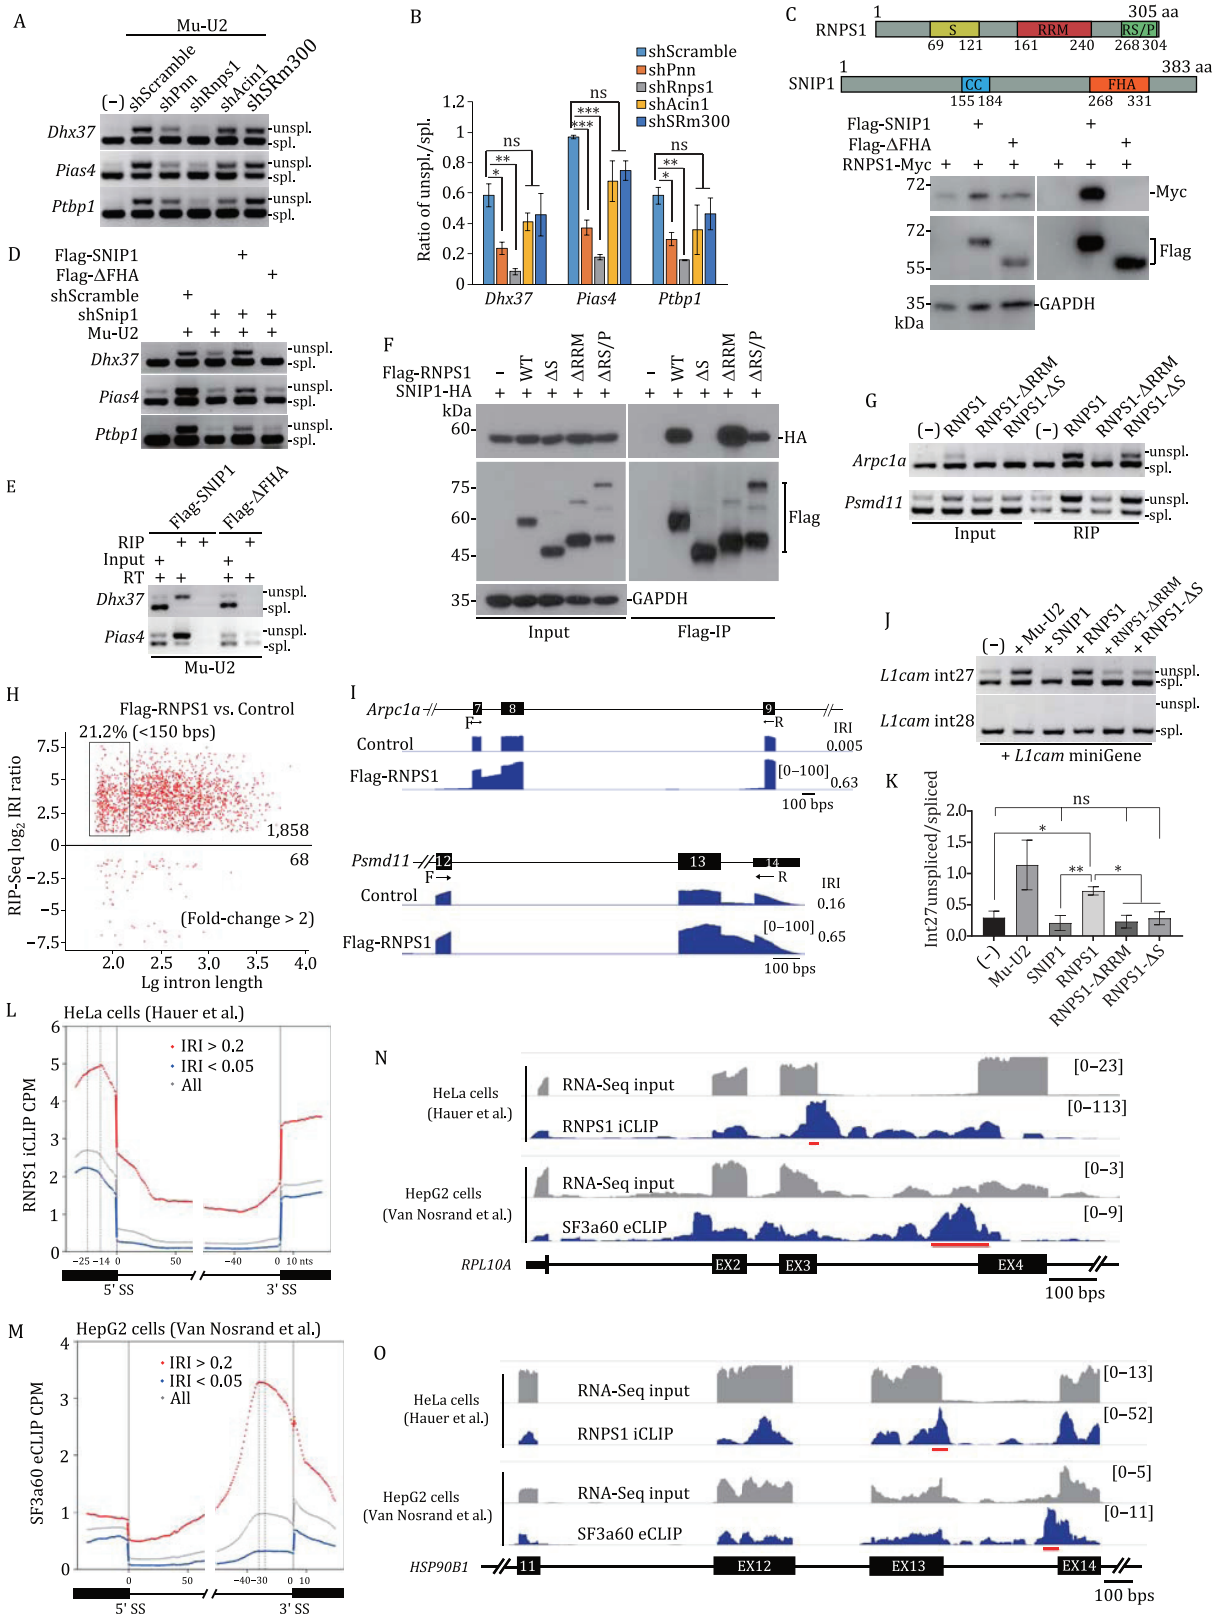 A
Mu-U2
(−) shScramble shPnn shRnps1 shAcin1 shSRm300
Dhx37 -unspl. -spl.
Pias4 -unspl. -spl.
Ptbp1 -unspl. -spl.
B
shScramble
shPnn
shRnps1
shAcin1
shSRm300
Ratio of unspl./spl.
1.2
1
0.8
0.6
0.4
0.2
0
ns ** *
ns *** ***
ns ** *
Dhx37 Pias4 Ptbp1
C
1 305 aa
RNPS1 S RRM RS/P
69 121 161 240 268 304
1 383 aa
SNIP1 CC FHA
155 184 268 331
Flag-SNIP1 + +
Flag-ΔFHA + +
RNPS1-Myc + + + + + +
72 -Myc
72
55 Flag
35 -GAPDH
kDa
D
Flag-SNIP1 +
Flag-ΔFHA +
shScramble +
shSnip1 + + +
Mu-U2 + + + +
Dhx37 -unspl. -spl.
Pias4 -unspl. -spl.
Ptbp1 -unspl. -spl.
E
Flag-SNIP1 Flag-ΔFHA
RIP + + +
Input + +
RT + + + +
Dhx37 -unspl. -spl.
Pias4 -unspl. -spl.
Mu-U2
F
Flag-RNPS1 − WT ΔS ΔRRM ΔRS/P − WT ΔS ΔRRM ΔRS/P
SNIP1-HA + + + + + + + + + +
kDa
60 -HA
75
60
45
Flag
35 -GAPDH
Input Flag-IP
G
(−) RNPS1 RNPS1-ΔRRM RNPS1-ΔS (−) RNPS1 RNPS1-ΔRRM RNPS1-ΔS
Arpc1a -unspl. -spl.
Psmd11 -unspl. -spl.
Input RIP
H
Flag-RNPS1 vs. Control
21.2% (<150 bps)
RIP-Seq log2 IRI ratio
7.5
5
2.5
0
−2.5
−5
−7.5
1,858
68
(Fold-change > 2)
2.0 2.5 3.0 3.5 4.0
Lg intron length
I
Arpc1a 7 8 9
F R IRI
Control 0.005
Flag-RNPS1 [0−100] 0.63
100 bps
Psmd11 12 13 14
F R IRI
Control 0.16
Flag-RNPS1 [0−100] 0.65
100 bps
J
(−) + Mu-U2 + SNIP1 + RNPS1 + RNPS1-ΔRRM + RNPS1-ΔS
L1cam int27 -unspl. -spl.
L1cam int28 -unspl. -spl.
+ L1cam miniGene
K
Int27unspliced/spliced
2.0
1.5
1.0
0.5
0.0
ns
*
** *
(−) Mu-U2 SNIP1 RNPS1 RNPS1-ΔRRM RNPS1-ΔS
L
HeLa cells (Hauer et al.)
RNPS1 iCLIP CPM
6
5
4
3
2
1
0
IRI > 0.2
IRI < 0.05
All
−25 −14 0 50 −40 0 10 nts
5' SS 3' SS
M
HepG2 cells (Van Nosrand et al.)
SF3a60 eCLIP CPM
4
3
2
1
0
IRI > 0.2
IRI < 0.05
All
0 50 −40 −30 0 10
5' SS 3' SS
N
HeLa cells
(Hauer et al.)
RNA-Seq input [0−23]
RNPS1 iCLIP [0−113]
HepG2 cells
(Van Nosrand et al.)
RNA-Seq input [0−3]
SF3a60 eCLIP [0−9]
RPL10A EX2 EX3 EX4
100 bps
O
HeLa cells
(Hauer et al.)
RNA-Seq input [0−13]
RNPS1 iCLIP [0−52]
HepG2 cells
(Van Nosrand et al.)
RNA-Seq input [0−5]
SF3a60 eCLIP [0−11]
HSP90B1 11 EX12 EX13 EX14
100 bps